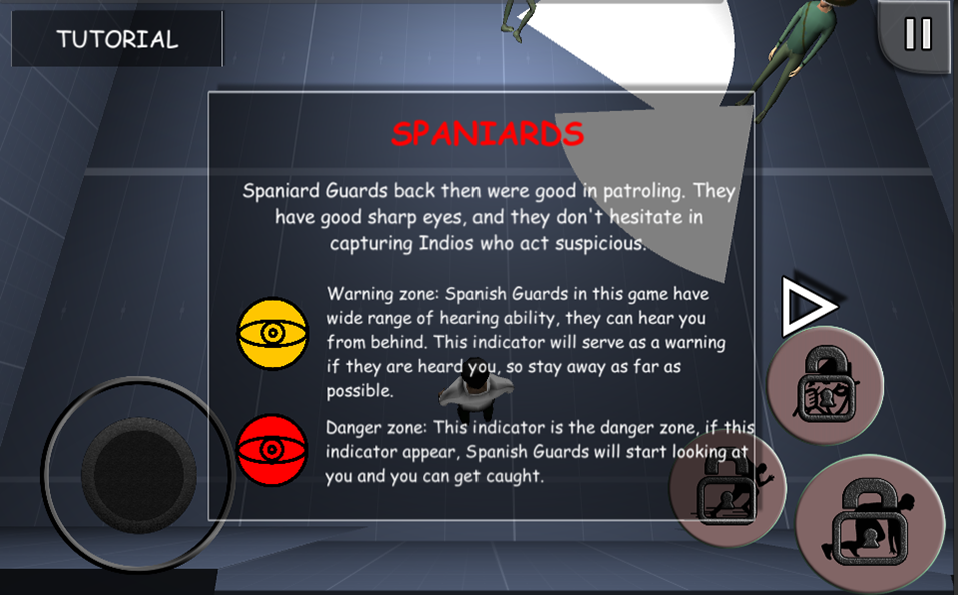 TUTORIAL
SPANIARDS
Spaniard Guards back then were good in patroling. They
have good sharp eyes, and they don't hesitate in
capturing Indios who act suspicious.
Warning zone: Spanish Guards in this game have
wide range of hearing ability, they can hear you
from behind. This indicator will serve as a warning
if they are heard you, so stay away as far as
possible.
Danger zone: This indicator is the danger zone, if this
indicator appear, Spanish Guards will start looking at
you and you can get caught.